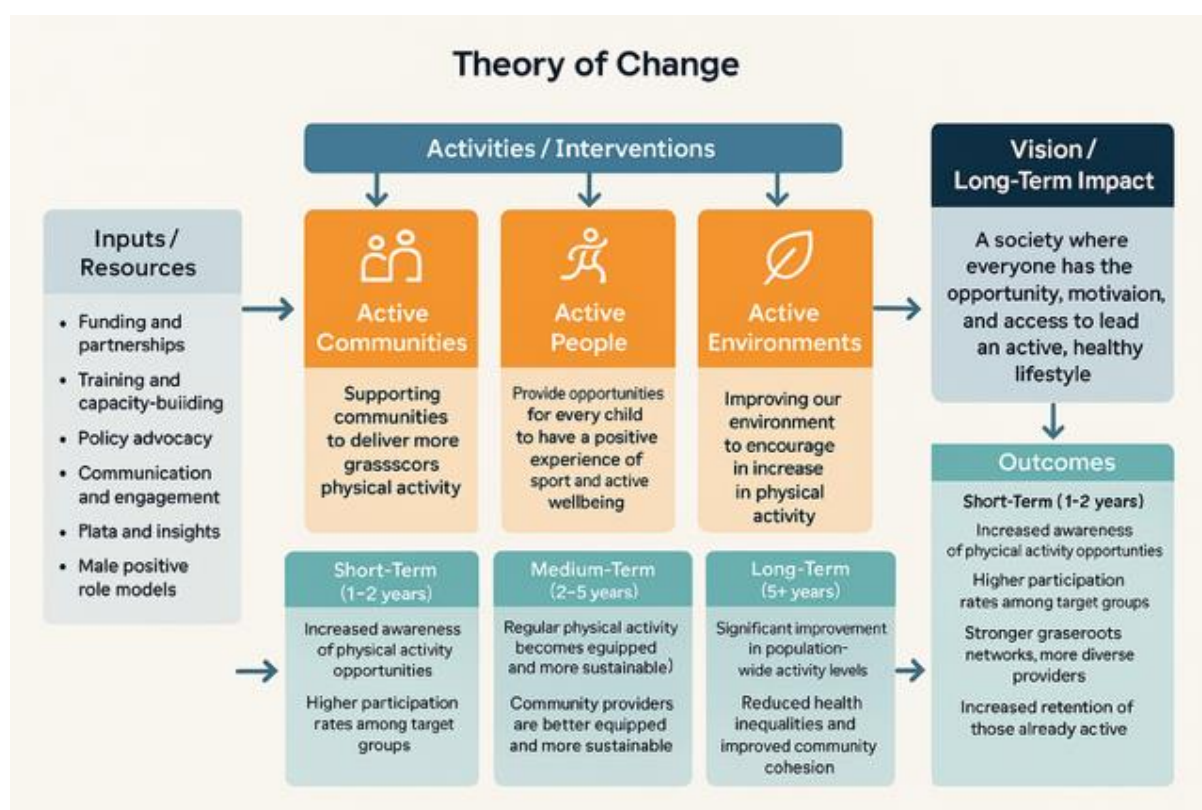 Theory of Change
Activities / Interventions
Inputs /
Resources
• Funding and
partnerships
• Training and
capacity-building
• Policy advocacy
• Communication
and engagement
• Plata and insights
• Male positive
role models
Active
Communities
Supporting
communities
to deliver more
grassscors
physical activity
Active
People
Provide opportunities
for every child
to have a positive
experience of
sport and active
wellbeing
Active
Environments
Improving our
environment
to encourage
in increase
in physical
activity
Vision /
Long-Term Impact
A society where
everyone has the
opportunity, motivaion,
and access to lead
an active, healthy
lifestyle
Short-Term
(1-2 years)
Increased awareness
of physical activity
opportunities
Higher participation
rates among target
groups
Medium-Term
(2–5 years)
Regular physical activity
becomes eguipped
and more sustainable)
Community providers
are better equipped
and more sustainable
Long-Term
(5+ years)
Significant improvement
in population-
wide activity levels
Reduced health
inequalities and
improved community
cohesion
Outcomes
Short-Term (1-2 years)
Increased awareness
of physical activity opportunties
Higher participation
rates among target groups
Stronger graseroots
networks, more diverse
providers
Increased retention of
those already active